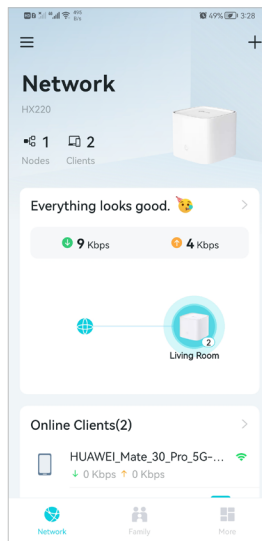 49% 3:28
Network
HX220
1 2
Nodes Clients
Everything looks good.
9 Kbps 4 Kbps
2
Living Room
Online Clients(2)
HUAWEI_Mate_30_Pro_5G-...
↓ 0 Kbps ↑ 0 Kbps
Network Family More